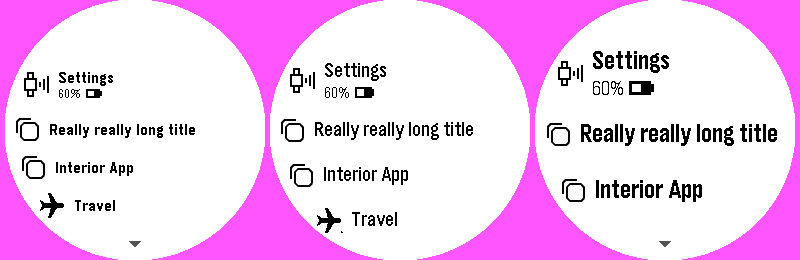 Settings
60%
Really really long title
Interior App
Travel
Settings
60%
Really really long title
Interior App
Travel
Settings
60%
Really really long title
Interior App